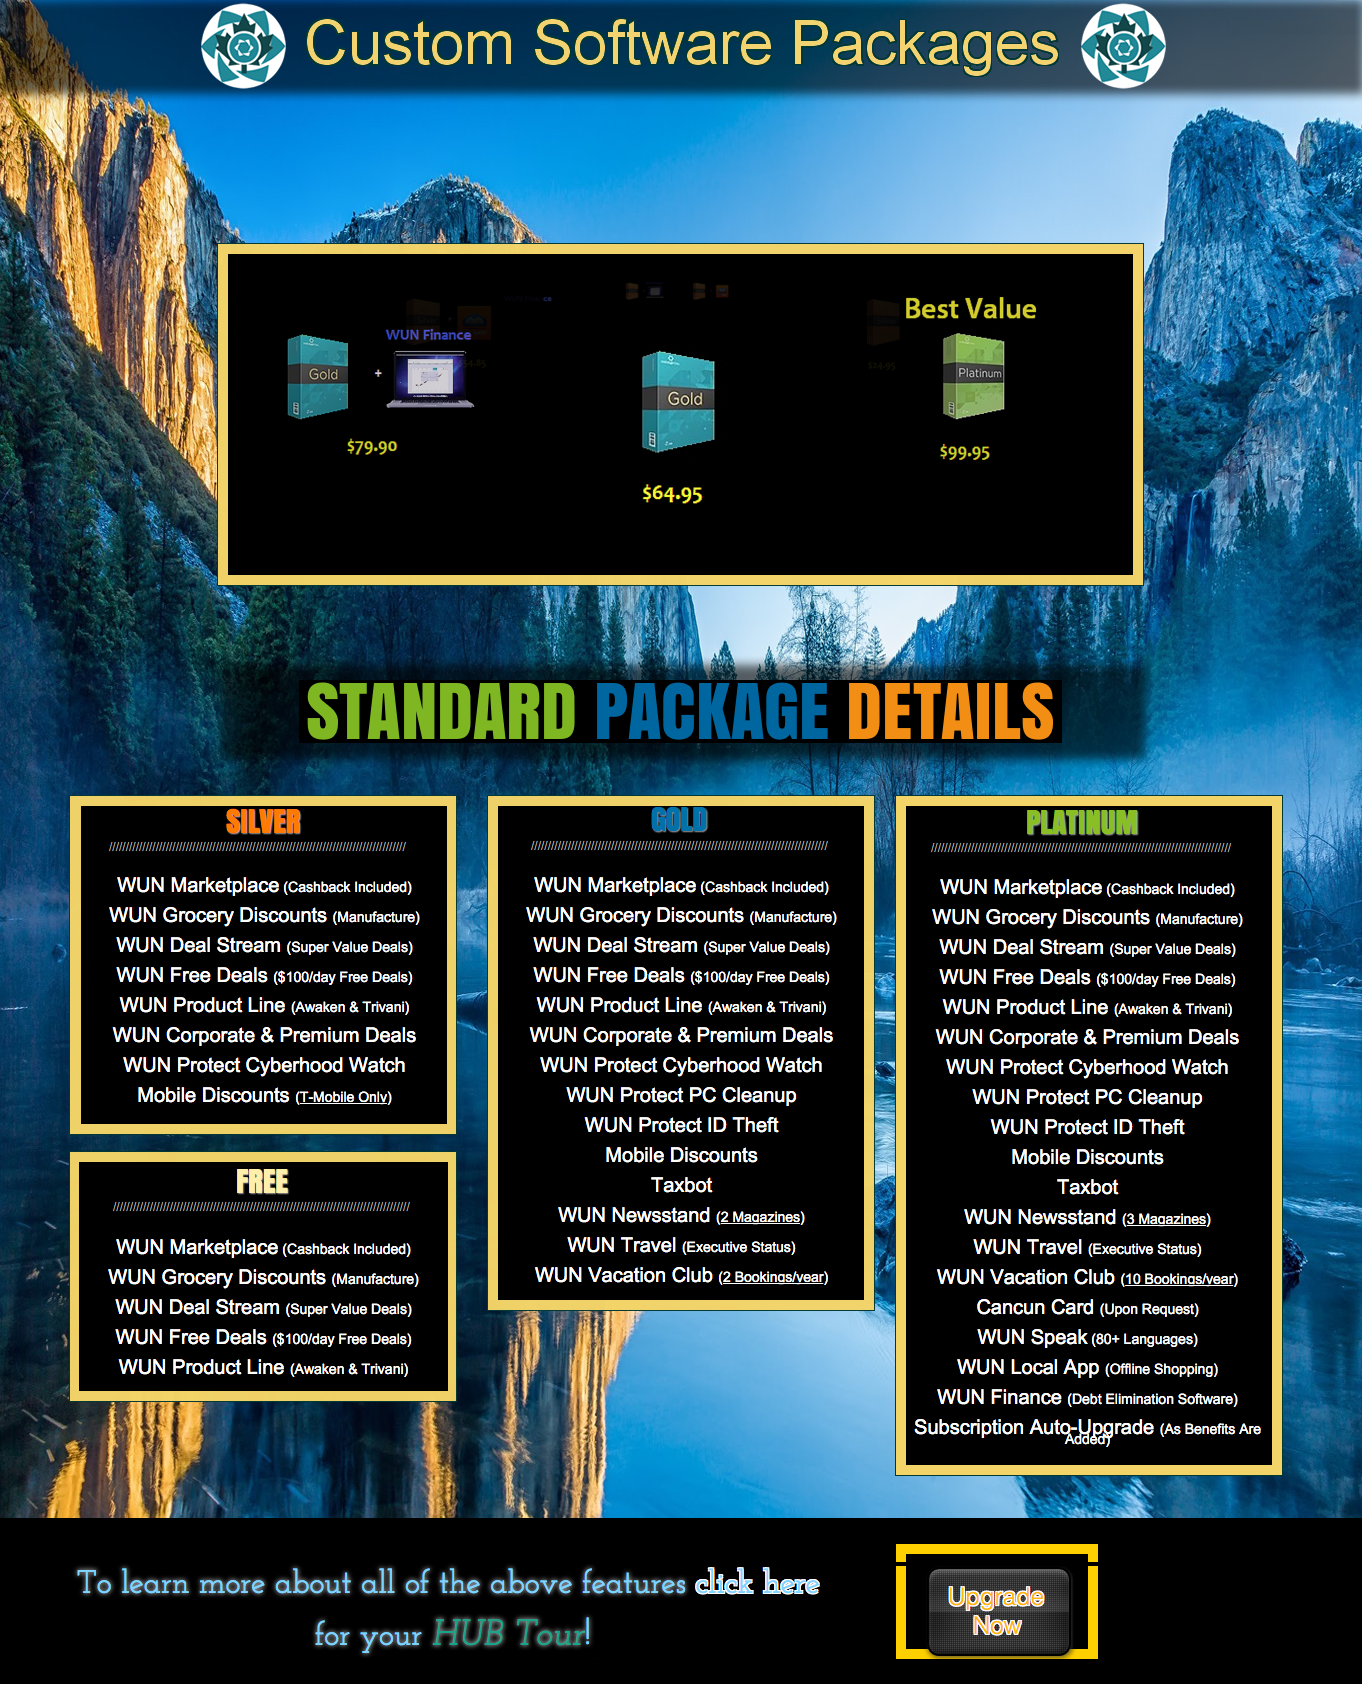 Custom Software Packages
Best Value
WUN Finance
Gold
+
Gold
Platinum
$79.90
$64.95
$99.95
$24.95
STANDARD PACKAGE DETAILS
SILVER
WUN Marketplace (Cashback Included)
WUN Grocery Discounts (Manufacture)
WUN Deal Stream (Super Value Deals)
WUN Free Deals ($100/day Free Deals)
WUN Product Line (Awaken & Trivani)
WUN Corporate & Premium Deals
WUN Protect Cyberhood Watch
Mobile Discounts (T-Mobile Only)
FREE
WUN Marketplace (Cashback Included)
WUN Grocery Discounts (Manufacture)
WUN Deal Stream (Super Value Deals)
WUN Free Deals ($100/day Free Deals)
WUN Product Line (Awaken & Trivani)
GOLD
WUN Marketplace (Cashback Included)
WUN Grocery Discounts (Manufacture)
WUN Deal Stream (Super Value Deals)
WUN Free Deals ($100/day Free Deals)
WUN Product Line (Awaken & Trivani)
WUN Corporate & Premium Deals
WUN Protect Cyberhood Watch
WUN Protect PC Cleanup
WUN Protect ID Theft
Mobile Discounts
Taxbot
WUN Newsstand (2 Magazines)
WUN Travel (Executive Status)
WUN Vacation Club (2 Bookings/year)
PLATINUM
WUN Marketplace (Cashback Included)
WUN Grocery Discounts (Manufacture)
WUN Deal Stream (Super Value Deals)
WUN Free Deals ($100/day Free Deals)
WUN Product Line (Awaken & Trivani)
WUN Corporate & Premium Deals
WUN Protect Cyberhood Watch
WUN Protect PC Cleanup
WUN Protect ID Theft
Mobile Discounts
Taxbot
WUN Newsstand (3 Magazines)
WUN Travel (Executive Status)
WUN Vacation Club (10 Bookings/year)
Cancun Card (Upon Request)
WUN Speak (80+ Languages)
WUN Local App (Offline Shopping)
WUN Finance (Debt Elimination Software)
Subscription Auto-Upgrade (As Benefits Are
Added)
To learn more about all of the above features click here
for your HUB Tour!
Upgrade
Now